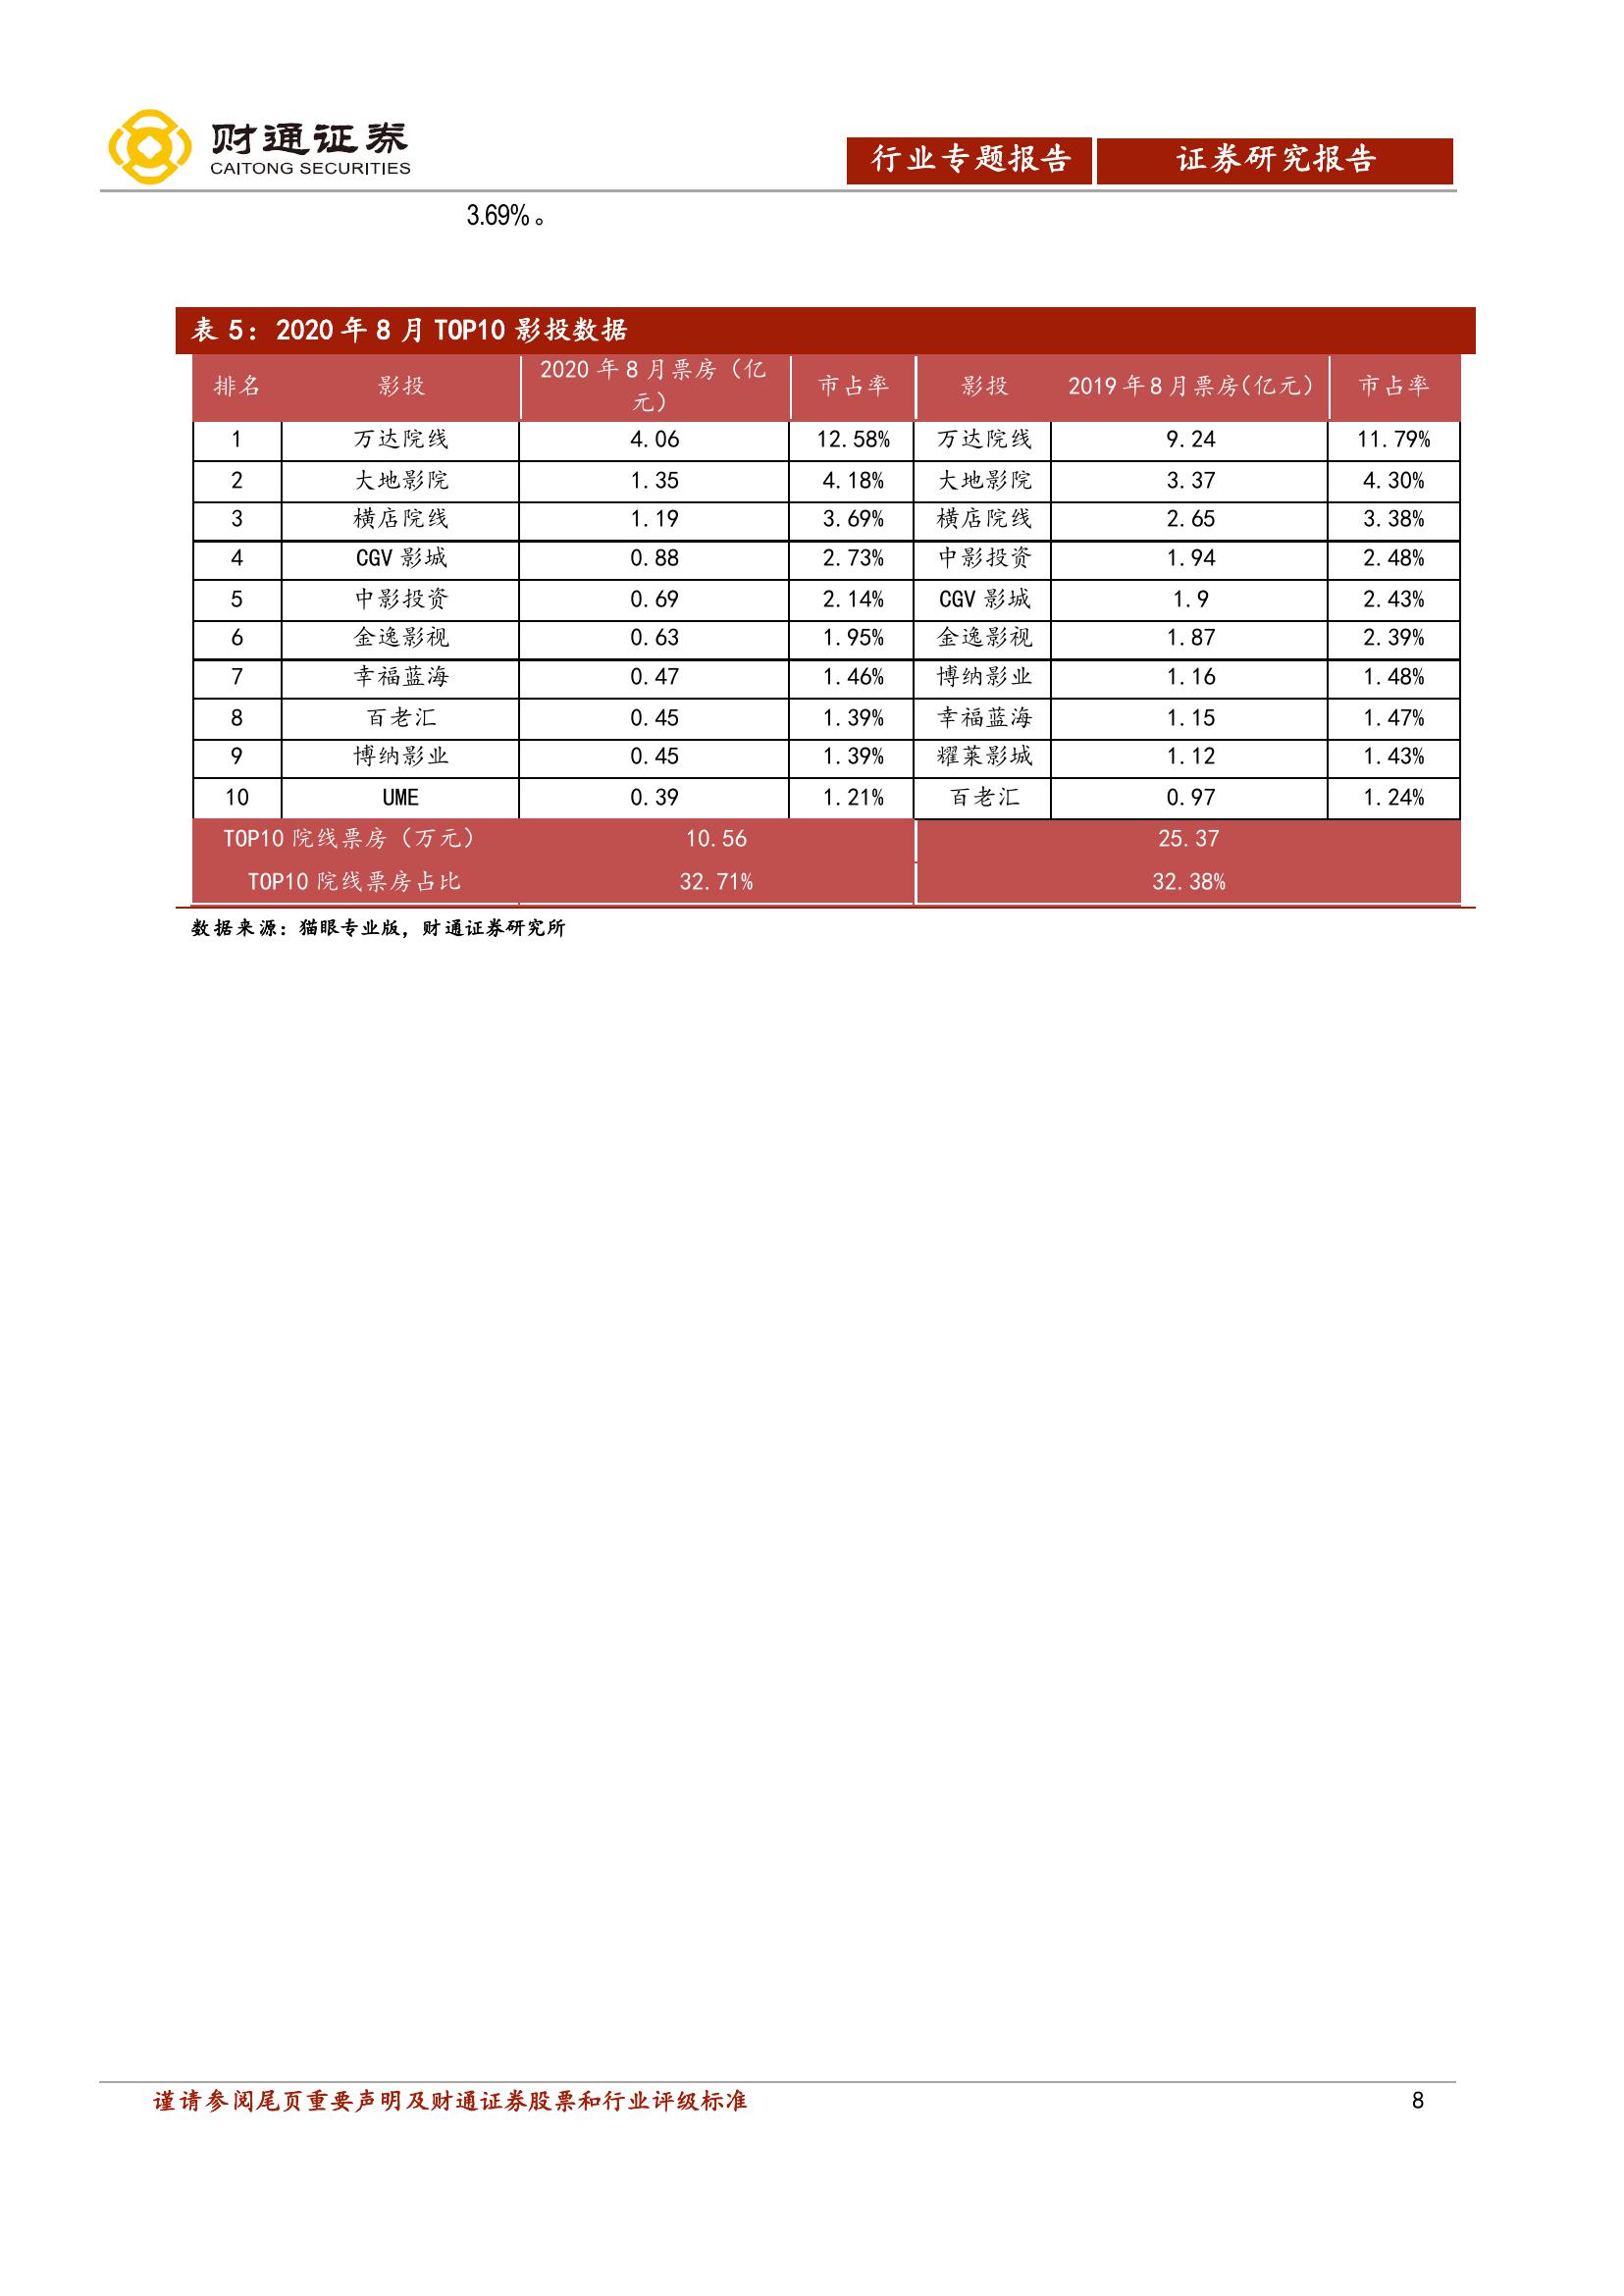 财通证券
CAITONG SECURITIES
行业专题报告 证券研究报告
3.69%。
表 5：2020 年 8 月 TOP10 影投数据
排名 影投 2020 年 8 月票房（亿元） 市占率 影投 2019 年 8 月票房(亿元) 市占率
1 万达院线 4.06 12.58% 万达院线 9.24 11.79%
2 大地影院 1.35 4.18% 大地影院 3.37 4.30%
3 横店院线 1.19 3.69% 横店院线 2.65 3.38%
4 CGV 影城 0.88 2.73% 中影投资 1.94 2.48%
5 中影投资 0.69 2.14% CGV 影城 1.9 2.43%
6 金逸影视 0.63 1.95% 金逸影视 1.87 2.39%
7 幸福蓝海 0.47 1.46% 博纳影业 1.16 1.48%
8 百老汇 0.45 1.39% 幸福蓝海 1.15 1.47%
9 博纳影业 0.45 1.39% 耀莱影城 1.12 1.43%
10 UME 0.39 1.21% 百老汇 0.97 1.24%
TOP10 院线票房（万元） 10.56 25.37
TOP10 院线票房占比 32.71% 32.38%
数据来源：猫眼专业版，财通证券研究所
谨请参阅尾页重要声明及财通证券股票和行业评级标准 8